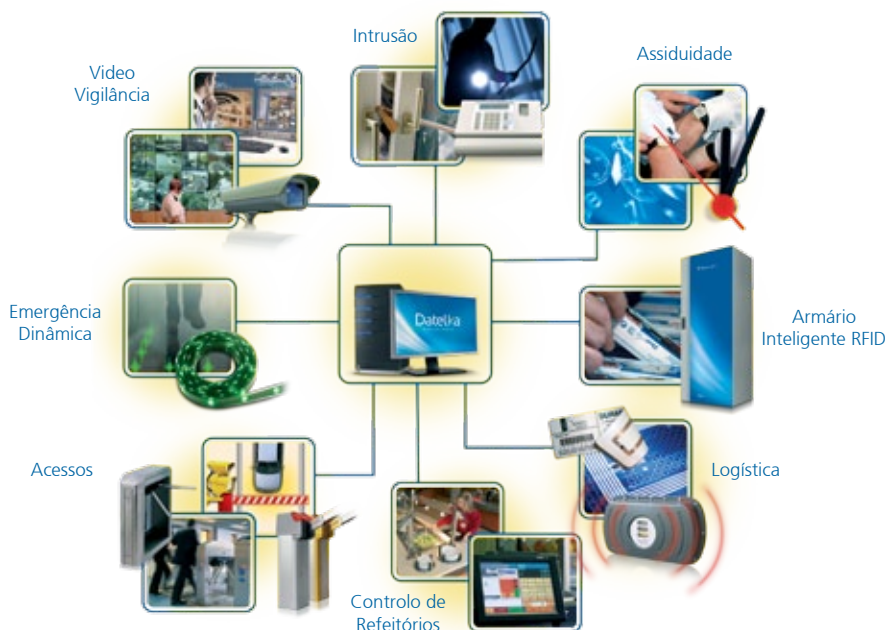 Intrusão
Assiduidade
Video
Vigilância
Datelka
Emergência
Dinâmica
Armário
Inteligente RFID
Acessos
Logística
Controlo de
Refeitórios